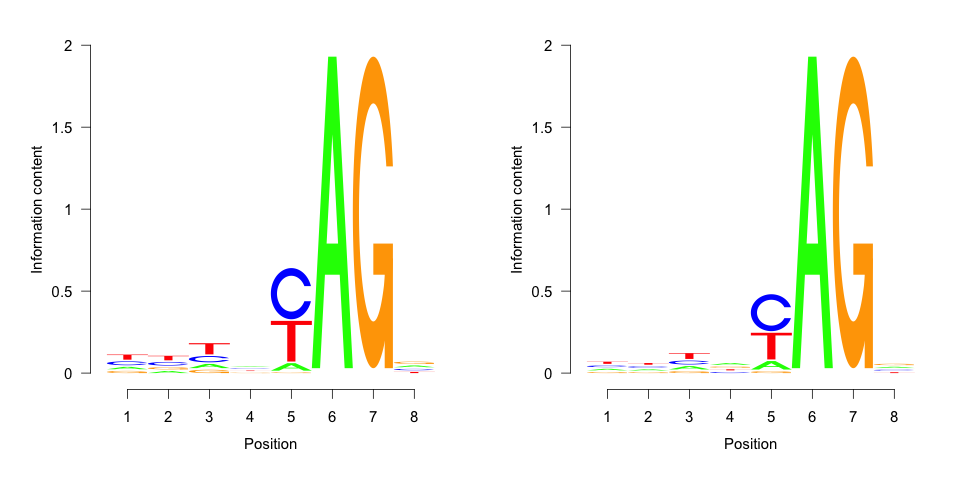 2
1.5
1
0.5
0
Information content
C
T
A
T
A
G
1 2 3 4 5 6 7 8
Position
2
1.5
1
0.5
0
Information content
C
T
A
T
A
G
1 2 3 4 5 6 7 8
Position